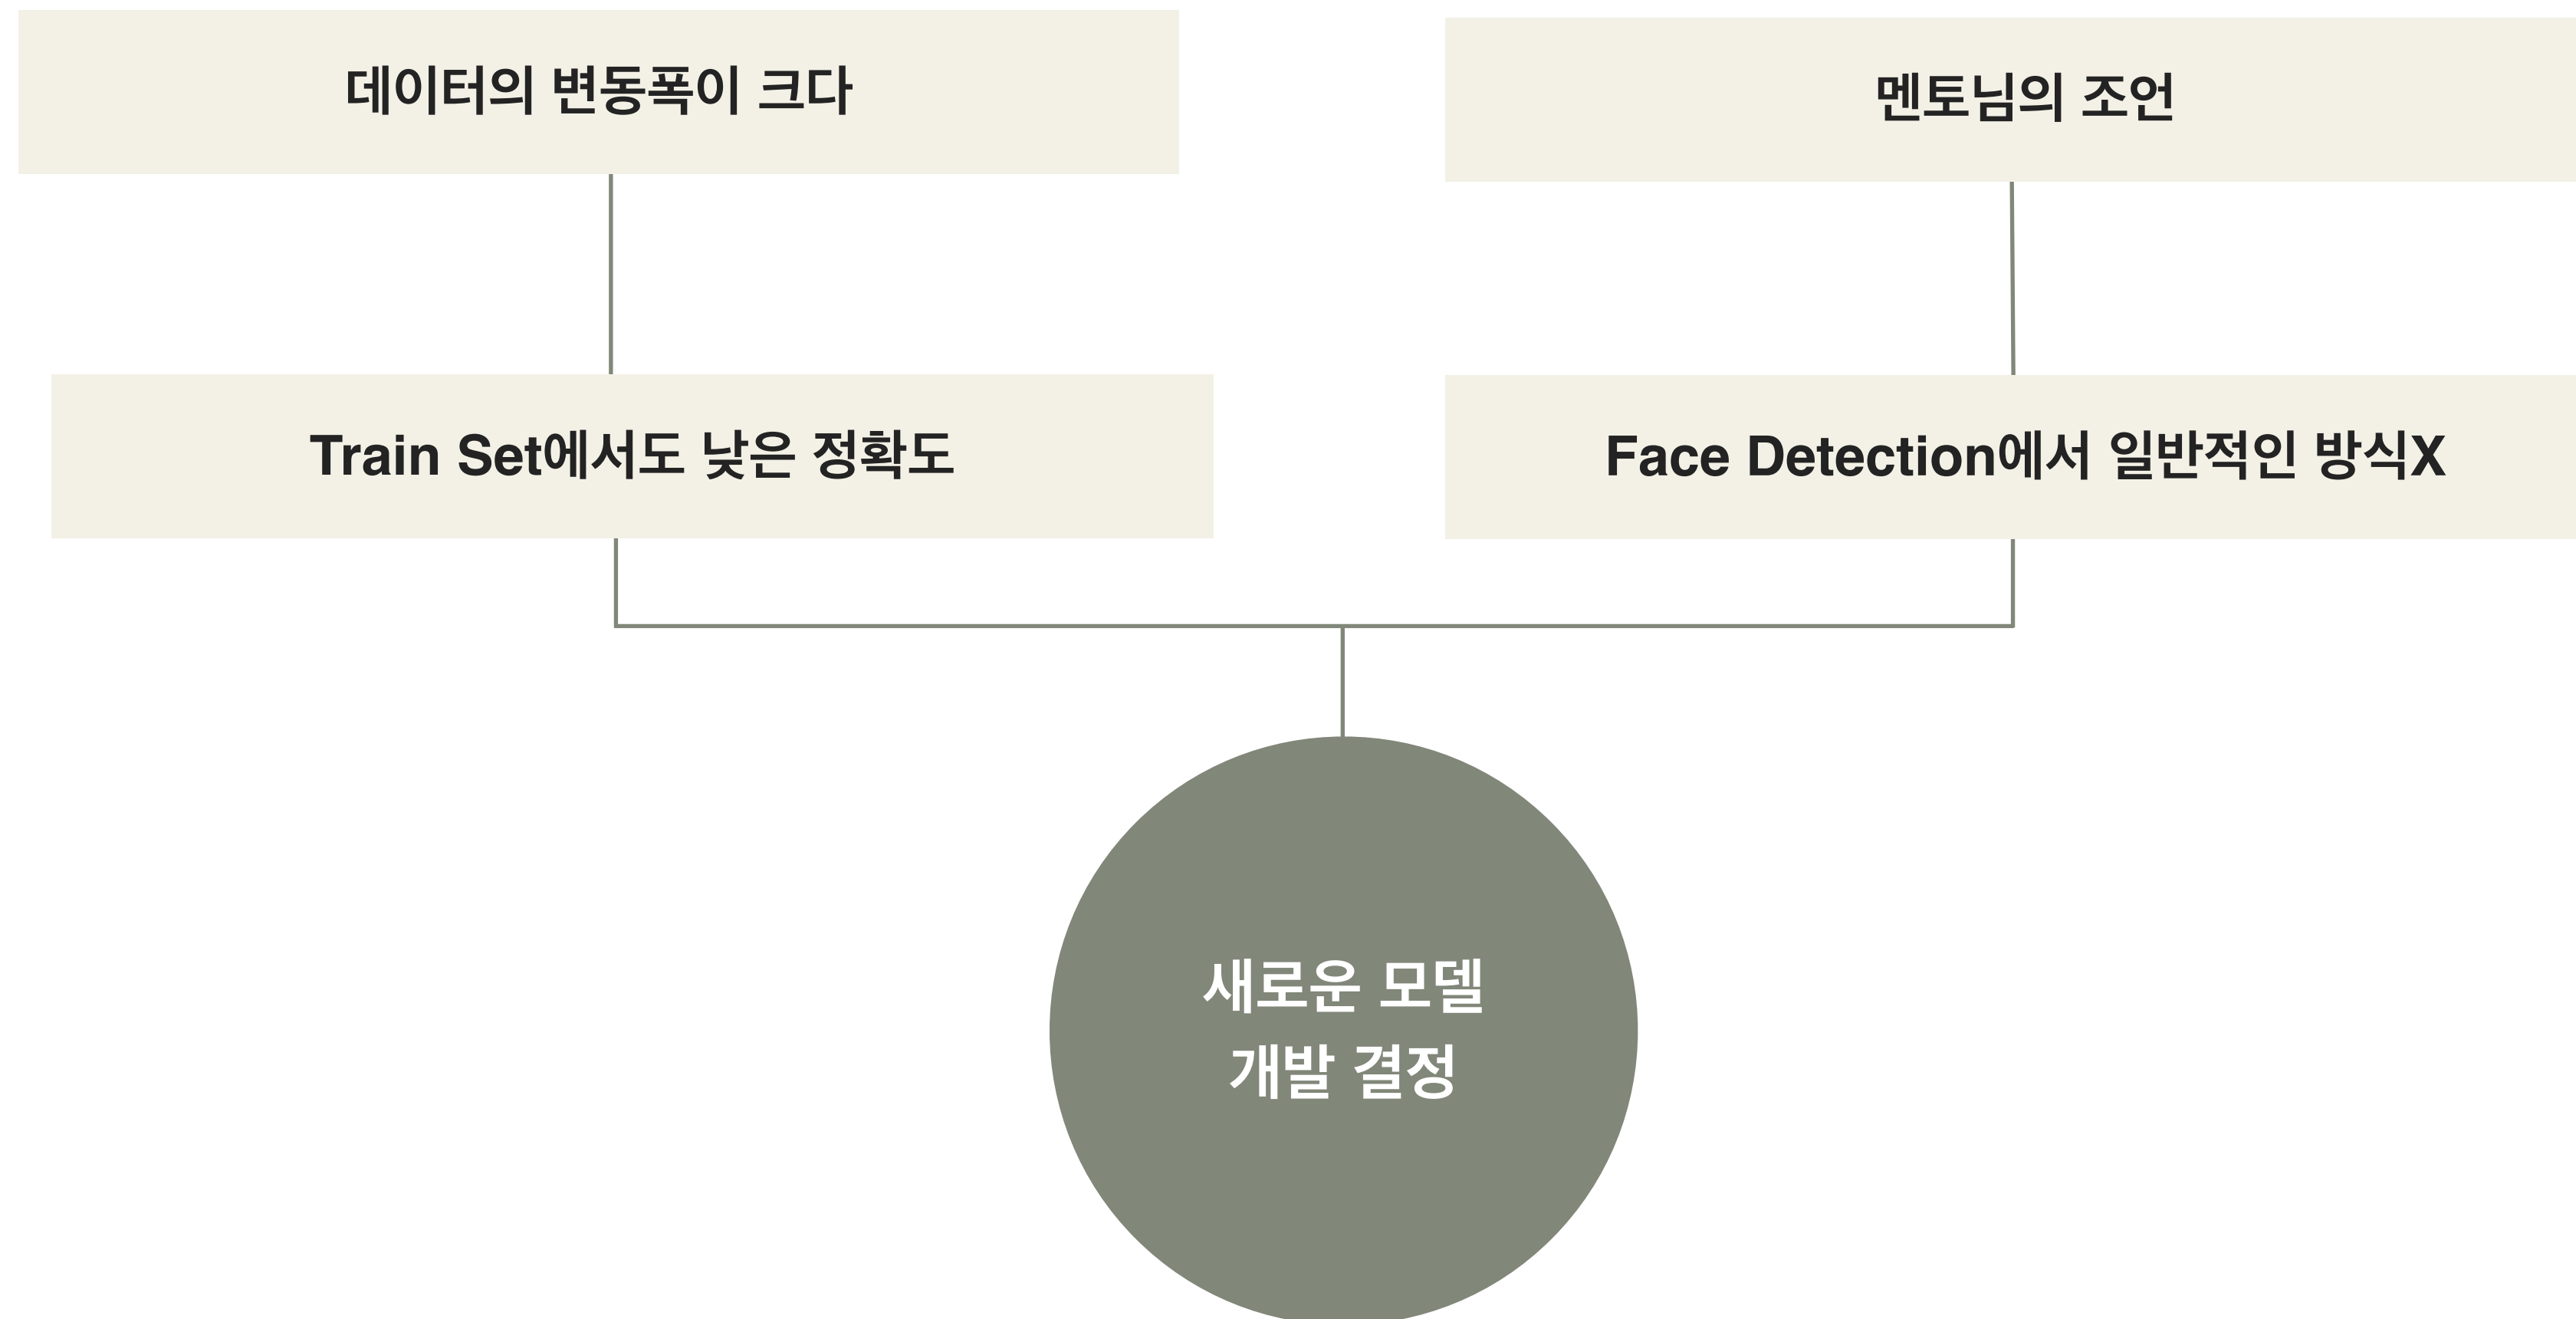 데이터의 변동폭이 크다
멘토님의 조언
Train Set에서도 낮은 정확도
Face Detection에서 일반적인 방식X
새로운 모델
개발 결정